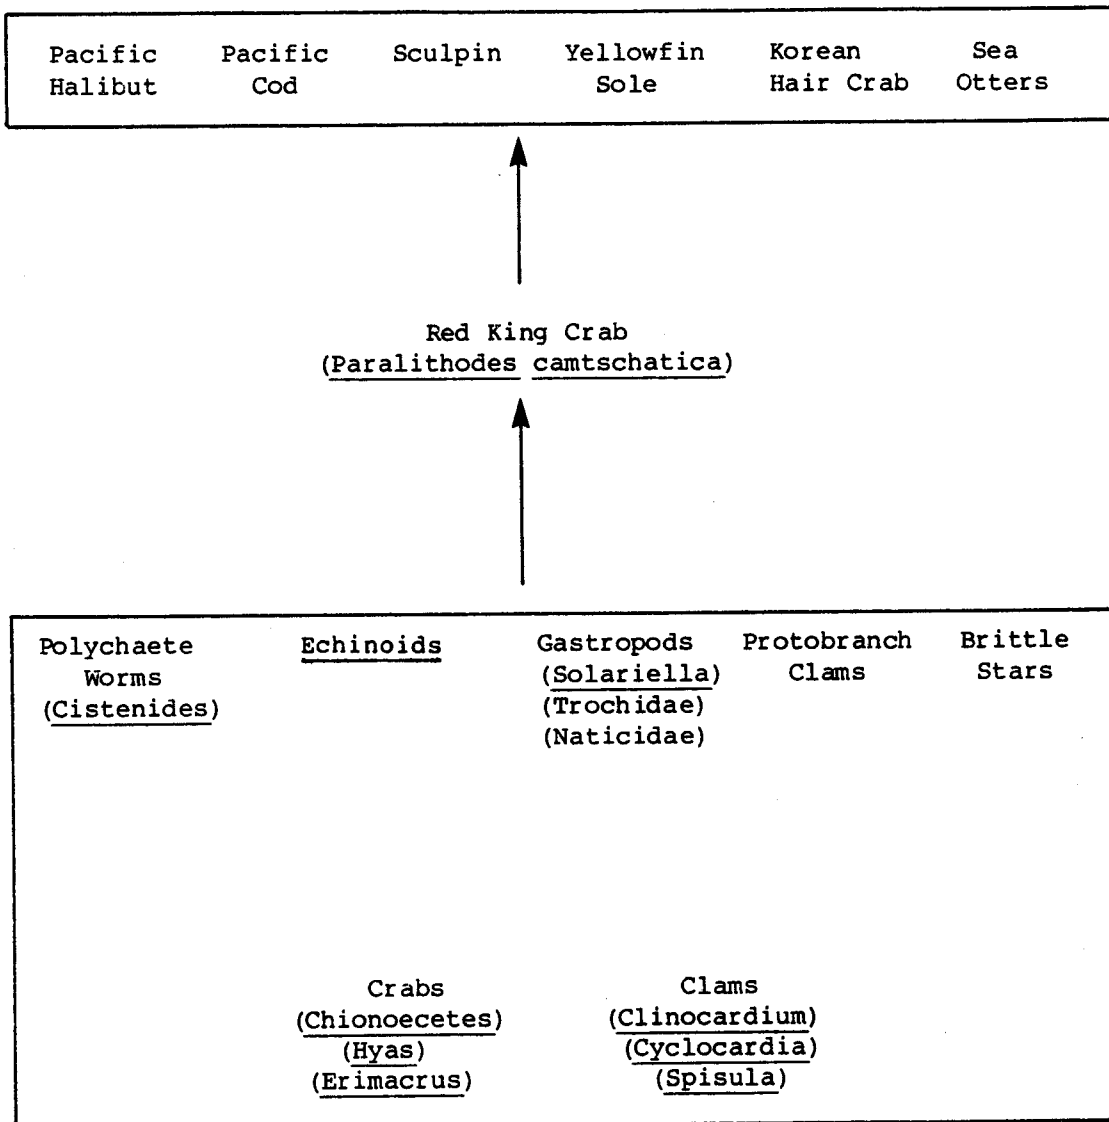 Pacific Pacific Sculpin Yellowfin Korean Sea
Halibut Cod Sole Hair Crab Otters
Red King Crab
(Paralithodes camtschatica)
Polychaete Echinoids Gastropods Protobranch Brittle
Worms (Solariella) Clams Stars
(Cistenides) (Trochidae)
(Naticidae)
Crabs Clams
(Chionoecetes) (Clinocardium)
(Hyas) (Cyclocardia)
(Erimacrus) (Spisula)